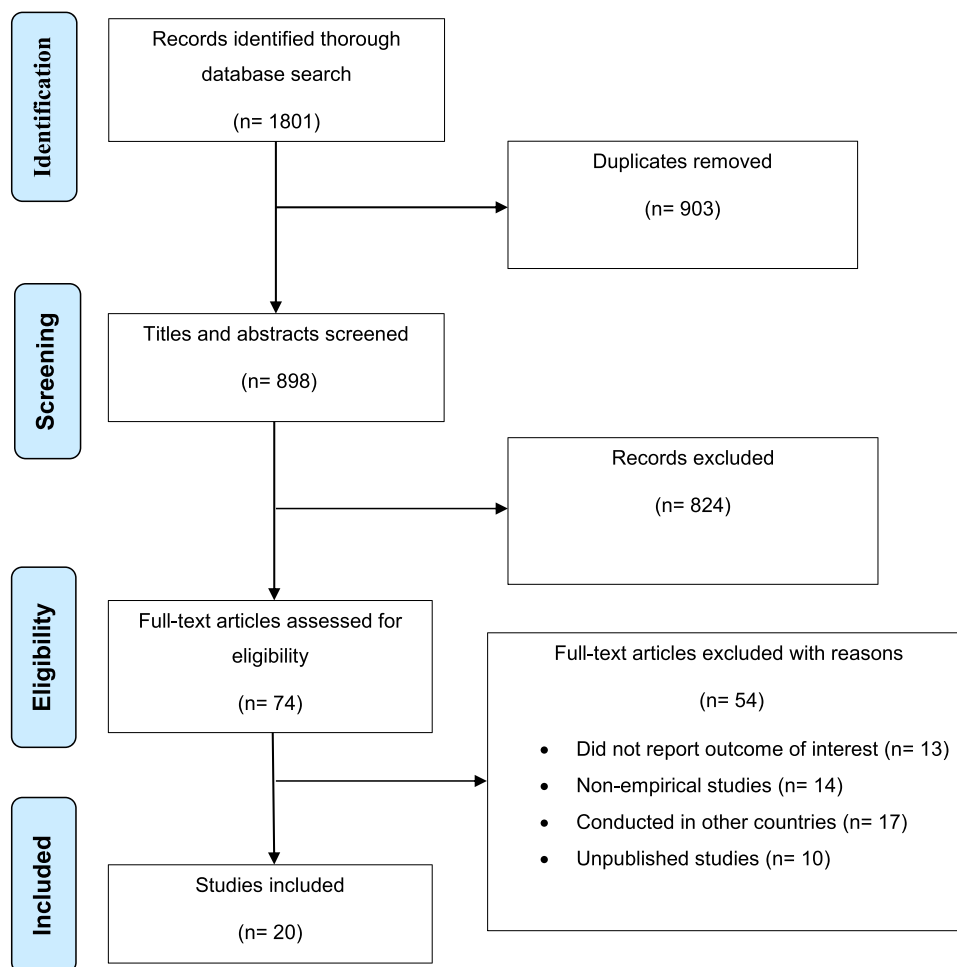 Identification
Records identified thorough
database search
(n= 1801)
Duplicates removed
(n= 903)
Screening
Titles and abstracts screened
(n= 898)
Records excluded
(n= 824)
Eligibility
Full-text articles assessed for
eligibility
(n= 74)
Full-text articles excluded with reasons
(n= 54)
• Did not report outcome of interest (n= 13)
• Non-empirical studies (n= 14)
• Conducted in other countries (n= 17)
• Unpublished studies (n= 10)
Included
Studies included
(n= 20)